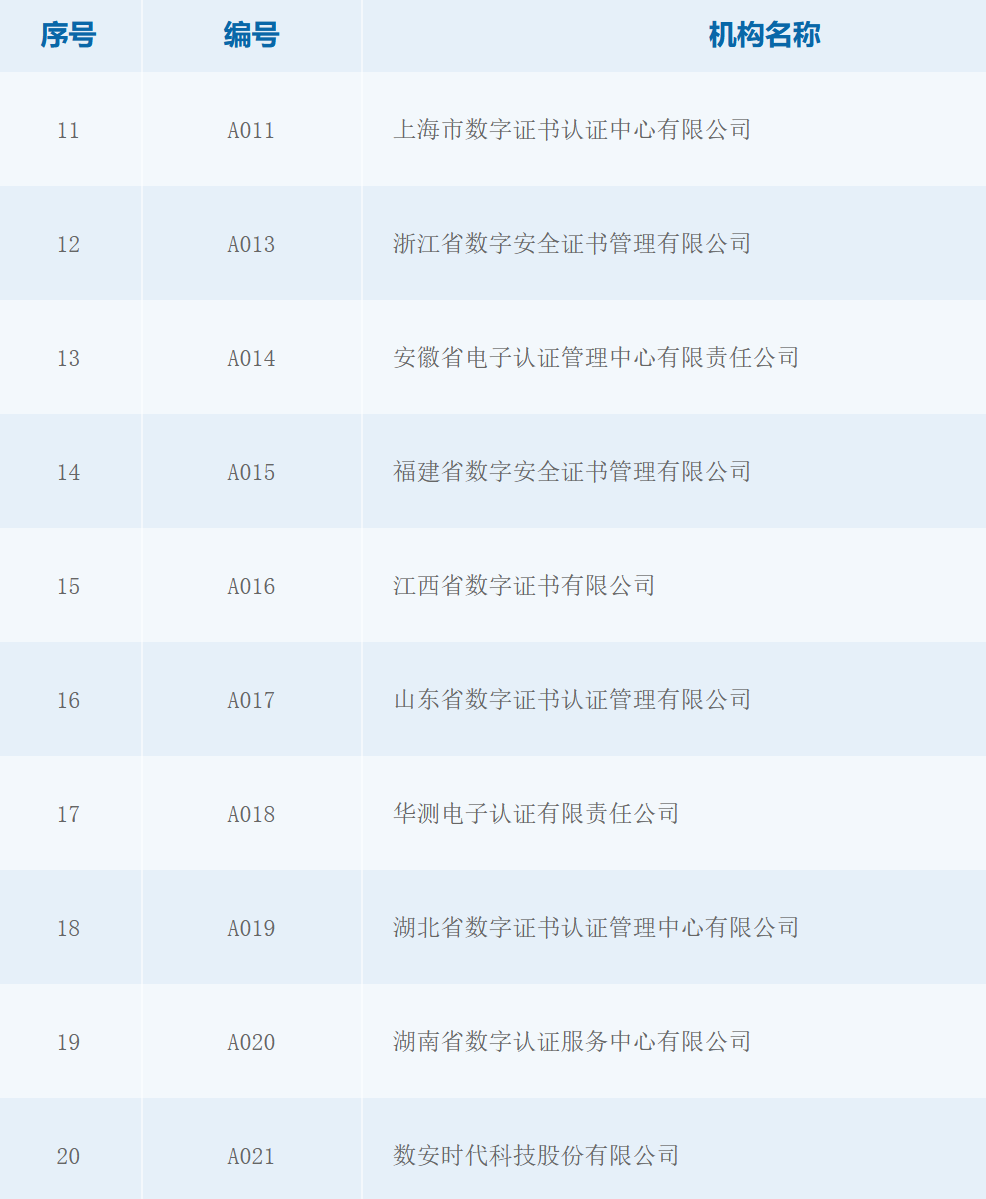 序号 编号 机构名称
11 A011 上海市数字证书认证中心有限公司
12 A013 浙江省数字安全证书管理有限公司
13 A014 安徽省电子认证管理中心有限责任公司
14 A015 福建省数字安全证书管理有限公司
15 A016 江西省数字证书有限公司
16 A017 山东省数字证书认证管理有限公司
17 A018 华测电子认证有限责任公司
18 A019 湖北省数字证书认证管理中心有限公司
19 A020 湖南省数字认证服务中心有限公司
20 A021 数安时代科技股份有限公司